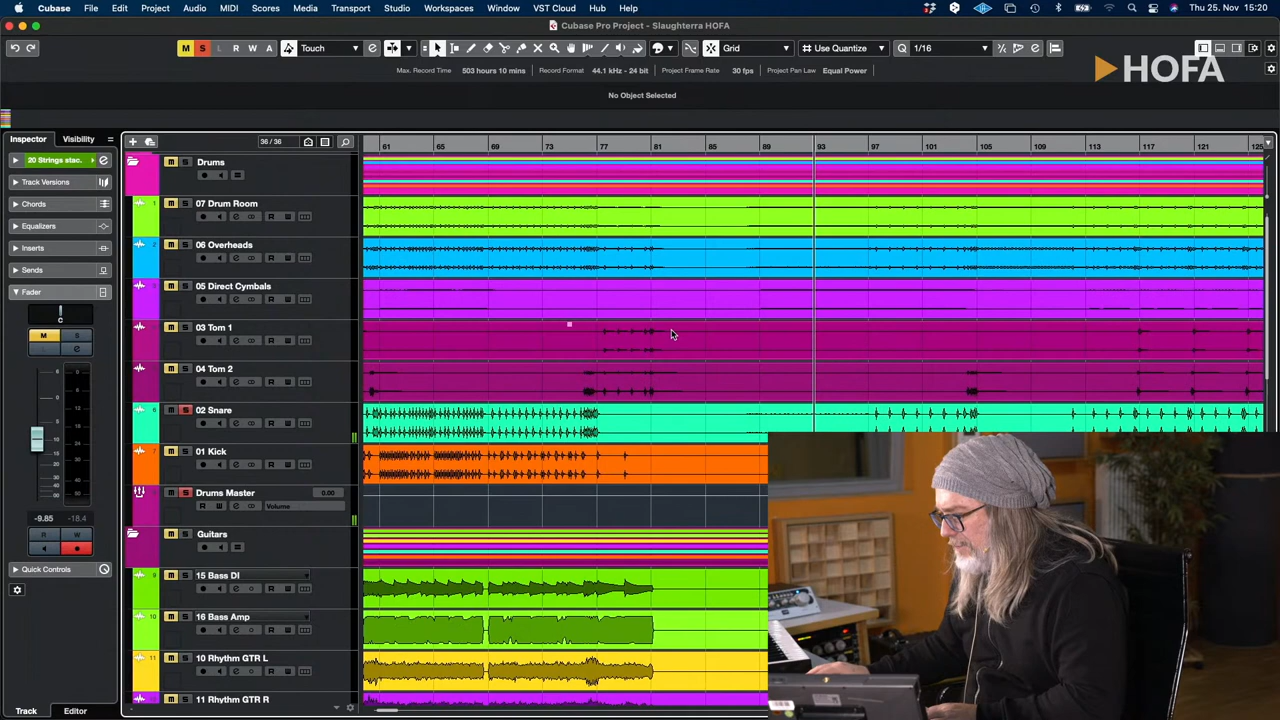 Cubase File Edit Project Audio MIDI Scores Media Transport Studio Workspaces Window VST Cloud Hub Help
Thu 25. Nov 15:20
Cubase Pro Project - Slaughterra HOFA
M S L R W A Touch Grid Use Quantize Q 1/16
Max. Record Time 503 hours 10 mins Record Format 44.1 kHz - 24 bit Project Frame Rate 30 fps Project Pan Law Equal Power
HOFA
No Object Selected
Inspector Visibility
36 / 36
61 65 69 73 77 81 85 89 93 97 101 105 109 113 117 121 125
20 Strings stac.
Track Versions
Chords
Equalizers
Inserts
Sends
Fader
C
M S
L e
-9.85 -18.4
R W
Quick Controls
Track Editor
M S Drums
1 M S 07 Drum Room
R W
2 M S 06 Overheads
R W
M S 05 Direct Cymbals
R W
M S 03 Tom 1
R W
M S 04 Tom 2
R W
6 M S 02 Snare
R W
7 M S 01 Kick
R W
M S Drums Master 0.00
R W Volume
Guitars
9 M S 15 Bass DI
R W
10 M S 16 Bass Amp
R W
11 M S 10 Rhythm GTR L
R W
M S 11 Rhythm GTR R